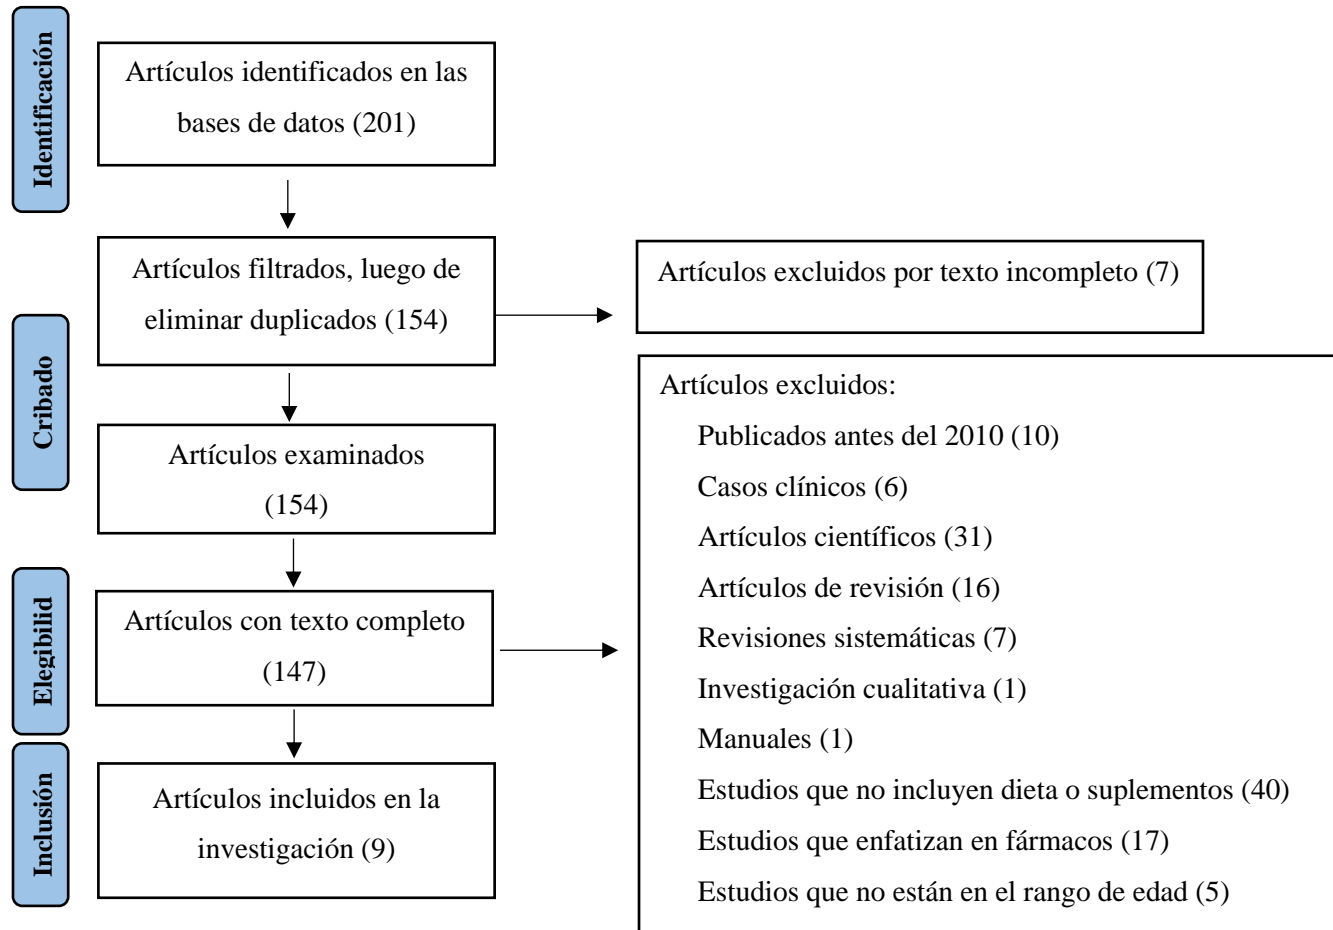 Identificación
Artículos identificados en las
bases de datos (201)
Artículos filtrados, luego de
eliminar duplicados (154)
Artículos excluidos por texto incompleto (7)
Cribado
Artículos examinados
(154)
Elegibilid
Artículos con texto completo
(147)
Artículos excluidos:
Publicados antes del 2010 (10)
Casos clínicos (6)
Artículos científicos (31)
Artículos de revisión (16)
Revisiones sistemáticas (7)
Investigación cualitativa (1)
Manuales (1)
Estudios que no incluyen dieta o suplementos (40)
Estudios que enfatizan en fármacos (17)
Estudios que no están en el rango de edad (5)
Inclusión
Artículos incluidos en la
investigación (9)